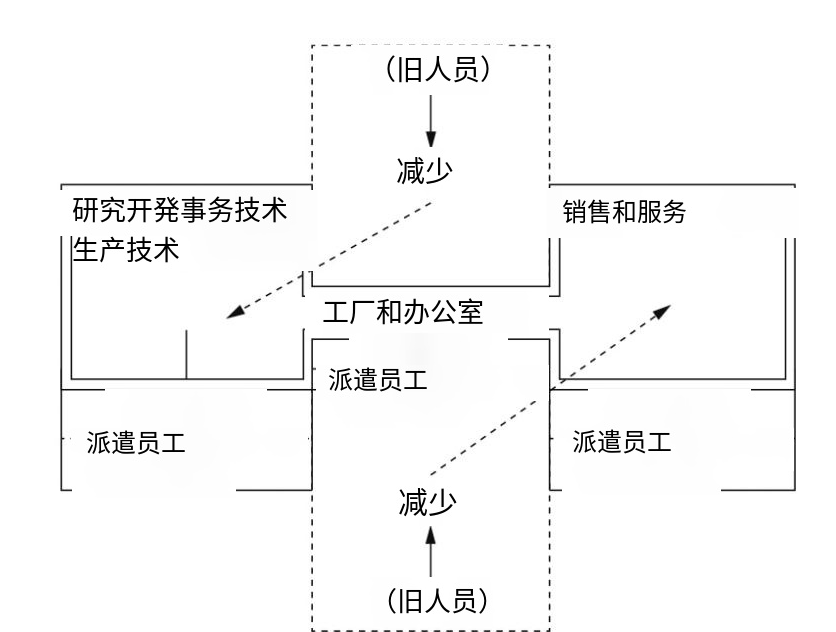 （旧人员）
减少
研究开発事务技术
生产技术
销售和服务
工厂和办公室
派遣员工
派遣员工
派遣员工
减少
（旧人员）